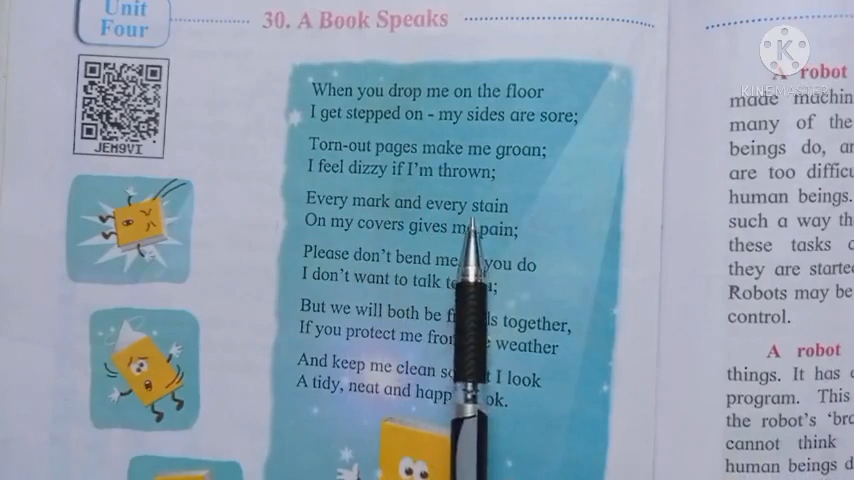 Unit
Four
30. A Book Speaks
JEM9VI
When you drop me on the floor
I get stepped on - my sides are sore;
Torn-out pages make me groan;
I feel dizzy if I'm thrown;
Every mark and every stain
On my covers gives me pain;
Please don't bend me, you do
I don't want to talk
But we will both be together,
If you protect me weather
And keep me clean I look
A tidy, neat and
KINEMASTER
A robot
made machin
many of the
beings do, an
are too difficu
human beings.
such a way th
these tasks c
they are starte
Robots may be
control.
A robot
things. It has
program. This
the robot's 'bra
cannot think
human beings d